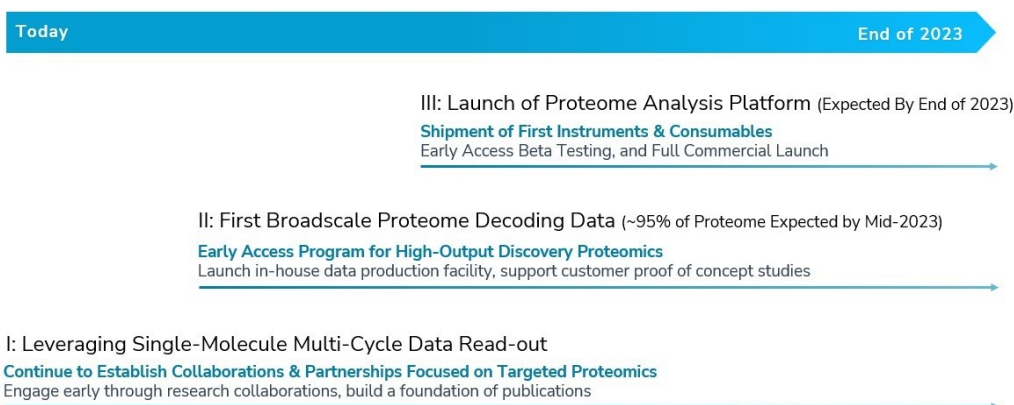 Today
End of 2023
III: Launch of Proteome Analysis Platform (Expected By End of 2023)
Shipment of First Instruments & Consumables
Early Access Beta Testing, and Full Commercial Launch
II: First Broadscale Proteome Decoding Data (~95% of Proteome Expected by Mid-2023)
Early Access Program for High-Output Discovery Proteomics
Launch in-house data production facility, support customer proof of concept studies
I: Leveraging Single-Molecule Multi-Cycle Data Read-out
Continue to Establish Collaborations & Partnerships Focused on Targeted Proteomics
Engage early through research collaborations, build a foundation of publications